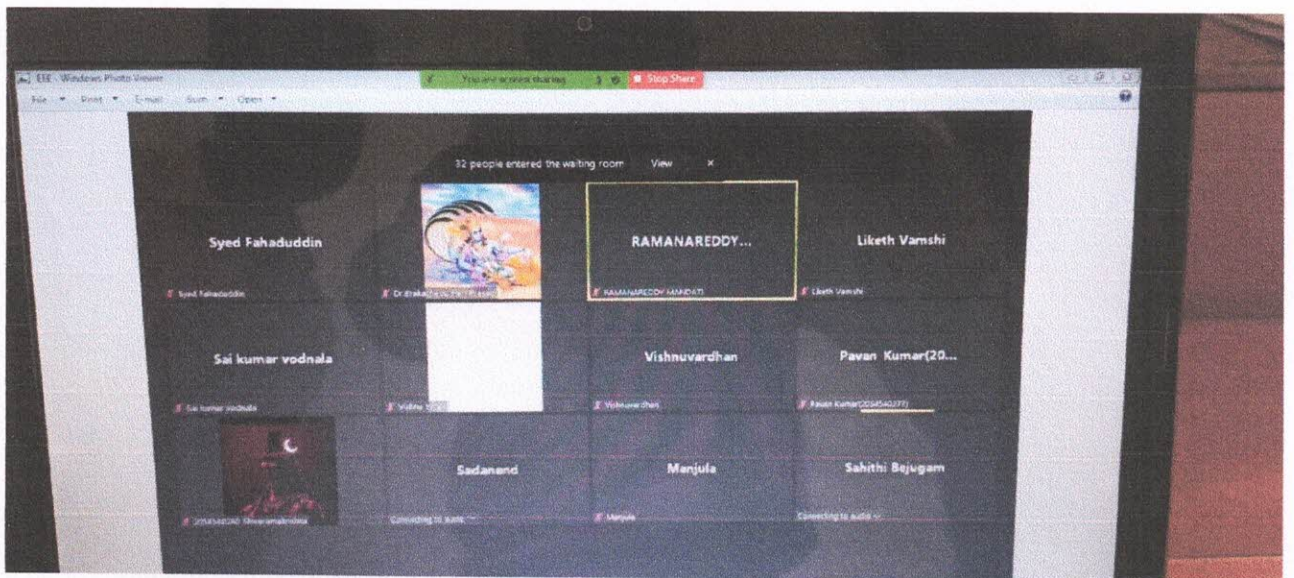 EEE - Windows Photo Viewer
You are screen sharing
Stop Share
File Print E-mail Burn Open
32 people entered the waiting room View ×
Syed Fahaduddin
RAMANAREDDY...
Liketh Vamshi
Syed Fahaduddin
RAMANAREDDY MANDATI
Liketh Vamshi
Sai kumar vodnala
Vishnuvardhan
Pavan Kumar(20...
Sai kumar vodnala
Vishnuvardhan
Sadanand
Manjula
Sahithi Bejugam
Connecting to audio
Manjula
Connecting to audio